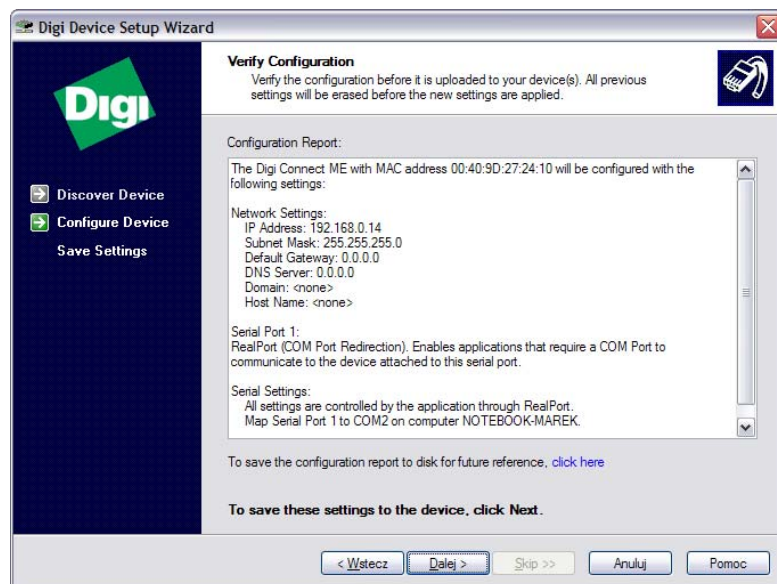 Digi Device Setup Wizard
Digi
Discover Device
Configure Device
Save Settings
Verify Configuration
Verify the configuration before it is uploaded to your device(s). All previous
settings will be erased before the new settings are applied.
Configuration Report:
The Digi Connect ME with MAC address 00:40:9D:27:24:10 will be configured with the
following settings:
Network Settings:
IP Address: 192.168.0.14
Subnet Mask: 255.255.255.0
Default Gateway: 0.0.0.0
DNS Server: 0.0.0.0
Domain: <none>
Host Name: <none>
Serial Port 1:
RealPort (COM Port Redirection). Enables applications that require a COM Port to
communicate to the device attached to this serial port.
Serial Settings:
All settings are controlled by the application through RealPort.
Map Serial Port 1 to COM2 on computer NOTEBOOK-MAREK.
To save the configuration report to disk for future reference, click here
To save these settings to the device, click Next.
< Wstecz Dalej > Skip >> Anuluj Pomoc